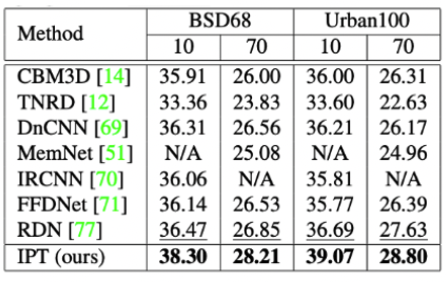 Method BSD68 Urban100
10 70 10 70
CBM3D [14] 35.91 26.00 36.00 26.31
TNRD [12] 33.36 23.83 33.60 22.63
DnCNN [69] 36.31 26.56 36.21 26.17
MemNet [51] N/A 25.08 N/A 24.96
IRCNN [70] 36.06 N/A 35.81 N/A
FFDNet [71] 36.14 26.53 35.77 26.39
RDN [77] 36.47 26.85 36.69 27.63
IPT (ours) 38.30 28.21 39.07 28.80